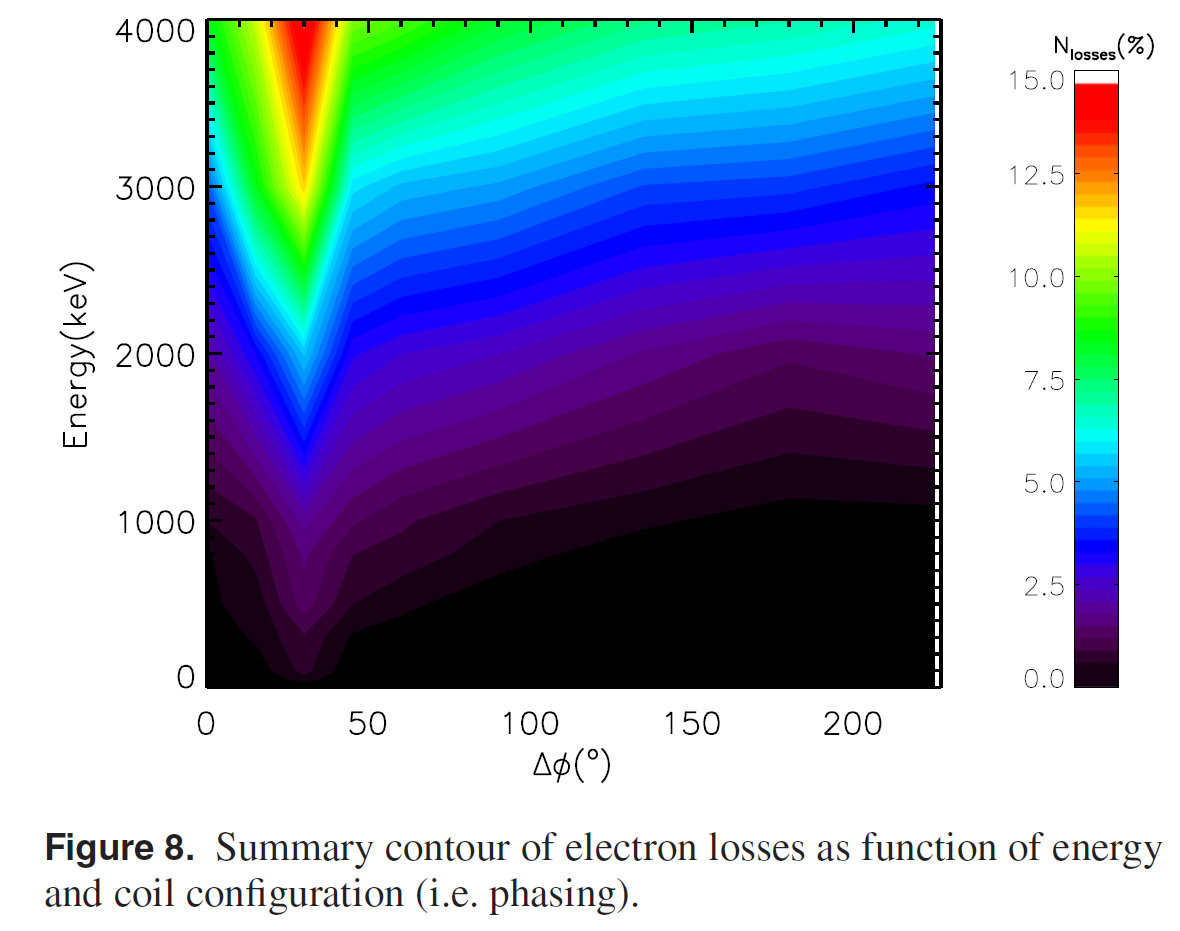 4000
3000
2000
1000
0
Energy(keV)
0 50 100 150 200
Δϕ(°)
N_losses(%)
15.0
12.5
10.0
7.5
5.0
2.5
0.0
Figure 8. Summary contour of electron losses as function of energy
and coil configuration (i.e. phasing).